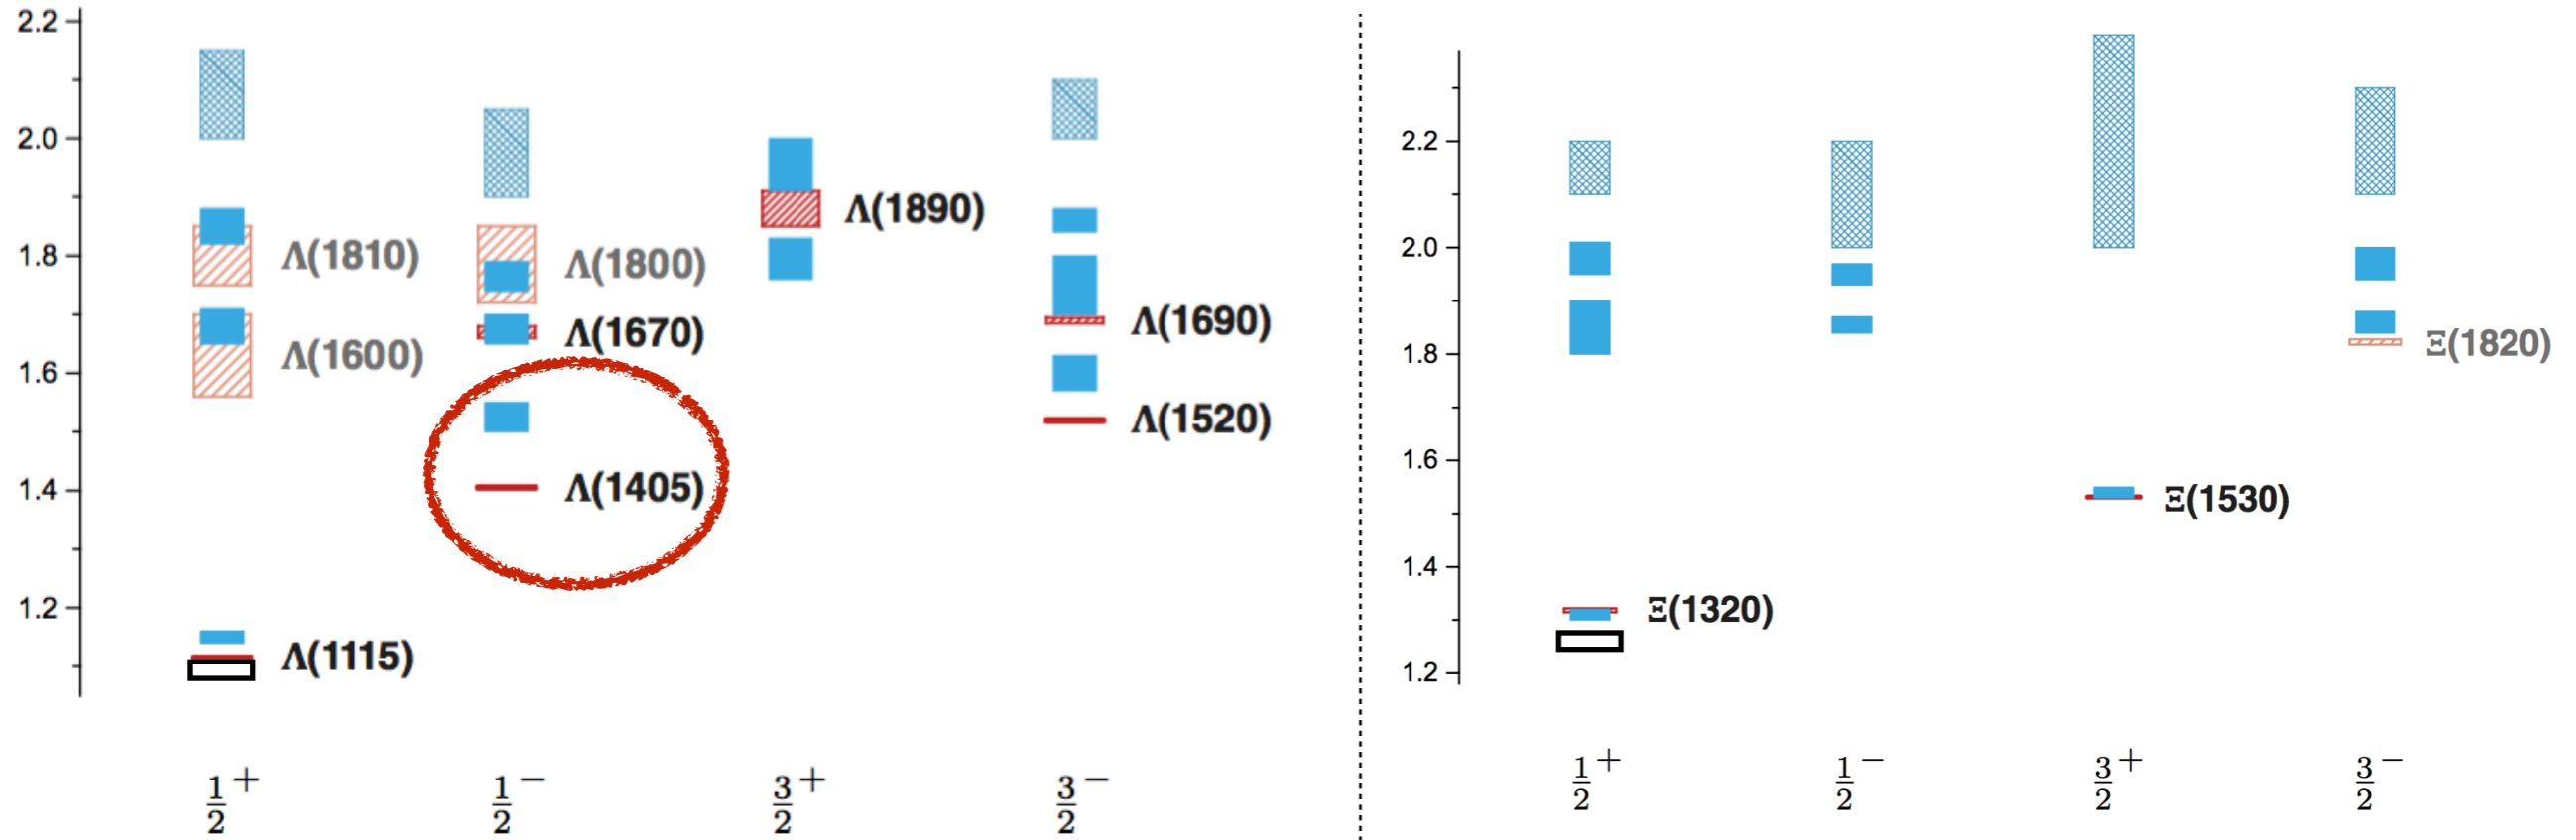 2.2
2.0
1.8
1.6
1.4
1.2
Λ(1810)
Λ(1600)
Λ(1115)
Λ(1800)
Λ(1670)
Λ(1405)
Λ(1890)
Λ(1690)
Λ(1520)
1/2+
1/2−
3/2+
3/2−
2.2
2.0
1.8
1.6
1.4
1.2
Ξ(1320)
Ξ(1530)
Ξ(1820)
1/2+
1/2−
3/2+
3/2−